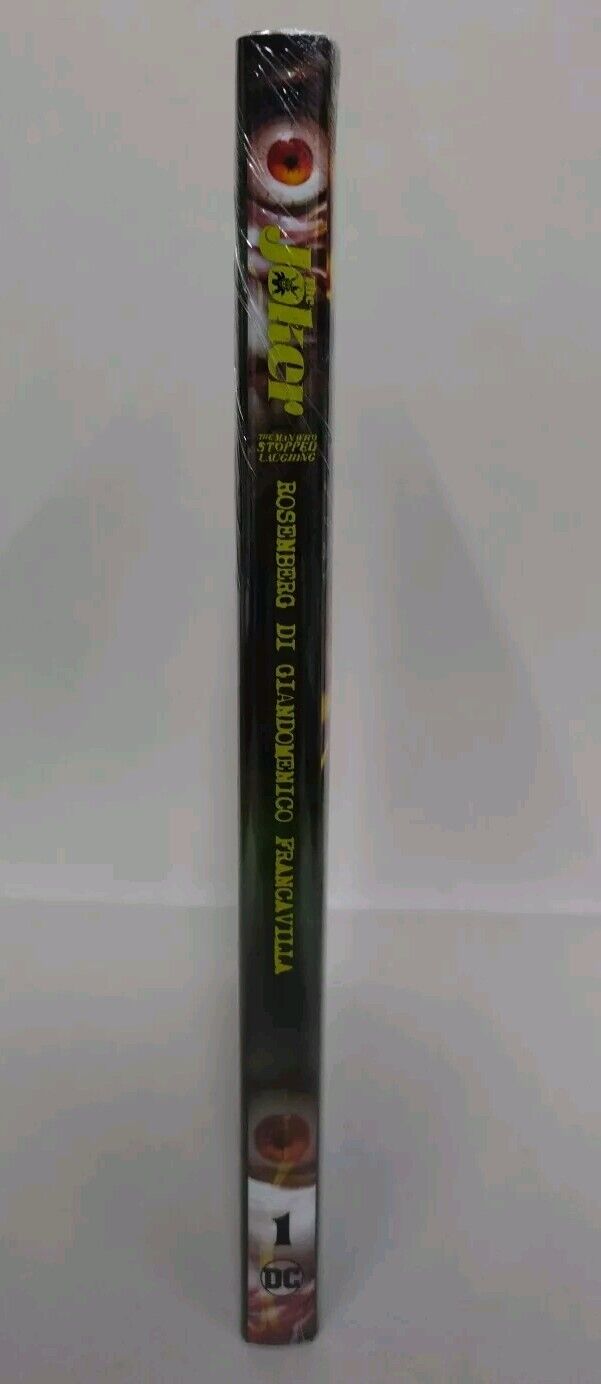 The
Joker
THE MAN WHO
STOPPED
LAUGHING
ROSENBERG DI GIANDOMENICO FRANCAVILLA
1
DC